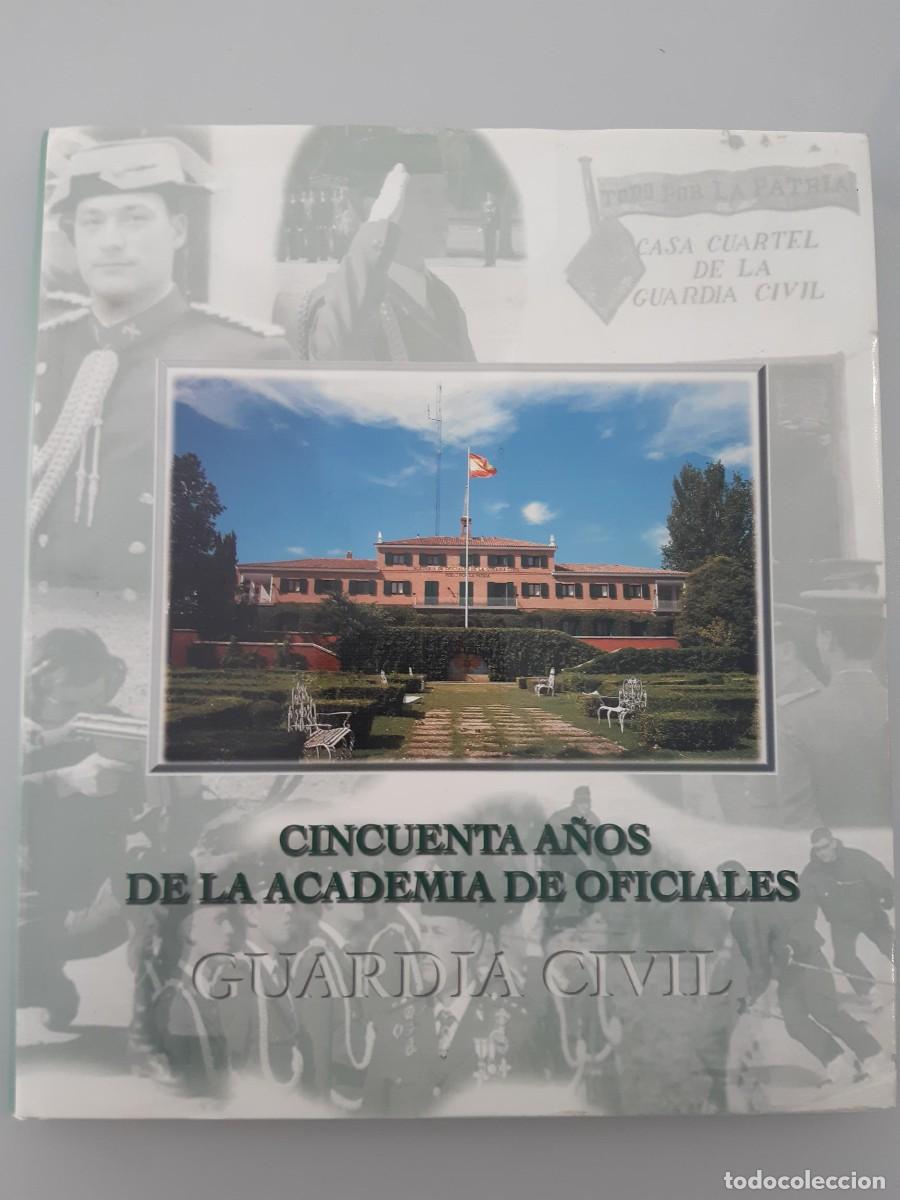 TODO POR LA PATRIA
CASA CUARTEL
DE LA
GUARDIA CIVIL
CINCUENTA AÑOS
DE LA ACADEMIA DE OFICIALES
GUARDIA CIVIL
todocoleccion